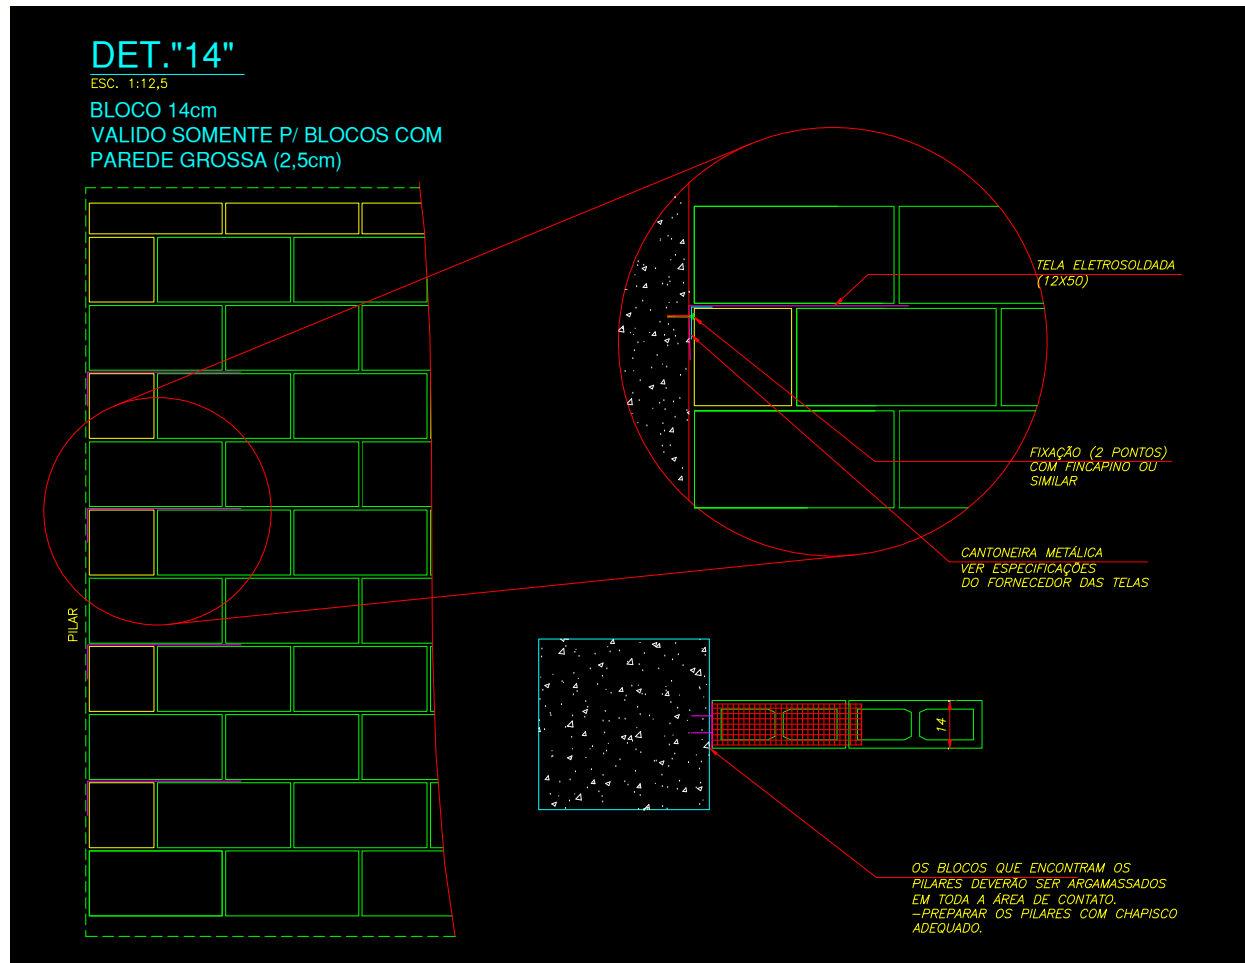 DET."14"
ESC. 1:12,5
BLOCO 14cm
VALIDO SOMENTE P/ BLOCOS COM
PAREDE GROSSA (2,5cm)
TELA ELETROSOLDADA
(12X50)
FIXAÇÃO (2 PONTOS)
COM FINCAPINO OU
SIMILAR
CANTONEIRA METÁLICA
VER ESPECIFICAÇÕES
DO FORNECEDOR DAS TELAS
PILAR
14
OS BLOCOS QUE ENCONTRAM OS
PILARES DEVERÃO SER ARGAMASSADOS
EM TODA A ÁREA DE CONTATO.
-PREPARAR OS PILARES COM CHAPISCO
ADEQUADO.